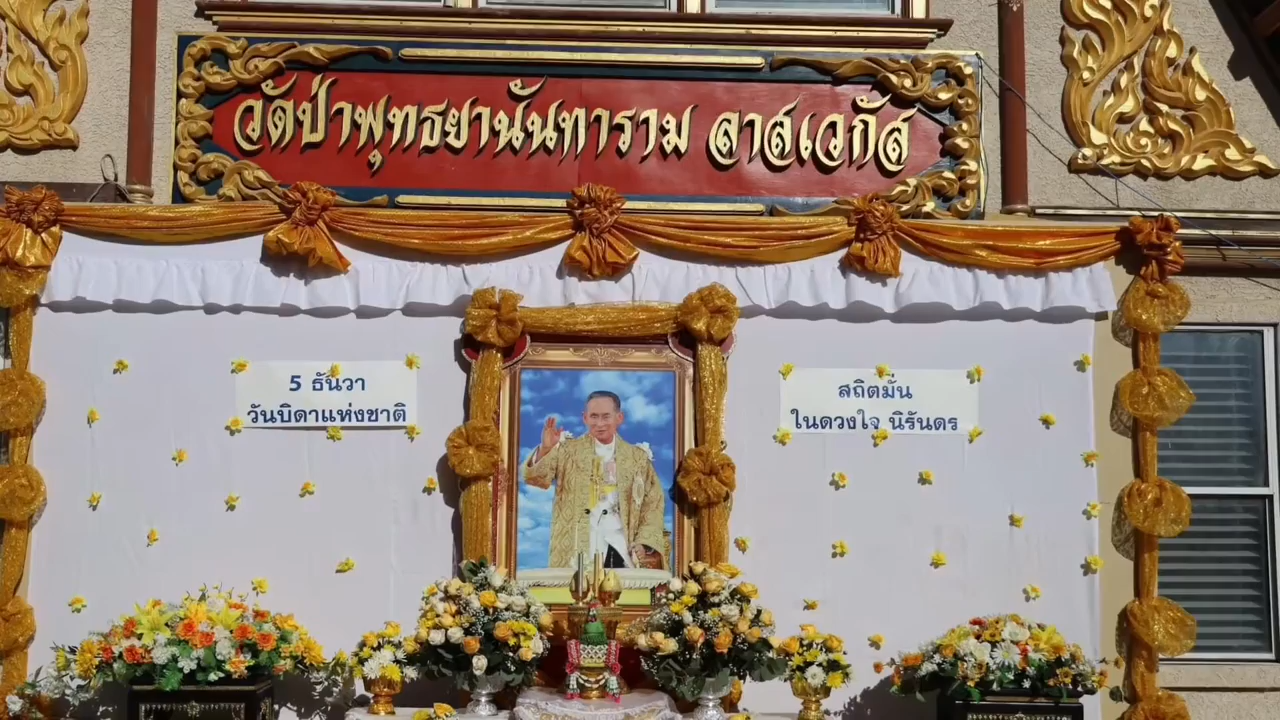 วัดป่าพุทธยานันทาราม ลาสเวกัส
5 ธันวา
วันบิดาแห่งชาติ
สถิตมั่น
ในดวงใจ นิรันดร